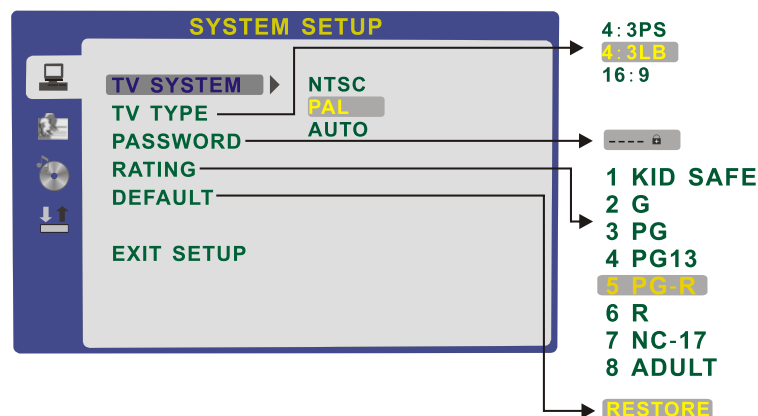 SYSTEM SETUP
TV SYSTEM
TV TYPE
PASSWORD
RATING
DEFAULT
EXIT SETUP
NTSC
PAL
AUTO
4:3PS
4:3LB
16:9
----
1 KID SAFE
2 G
3 PG
4 PG13
5 PG-R
6 R
7 NC-17
8 ADULT
RESTORE